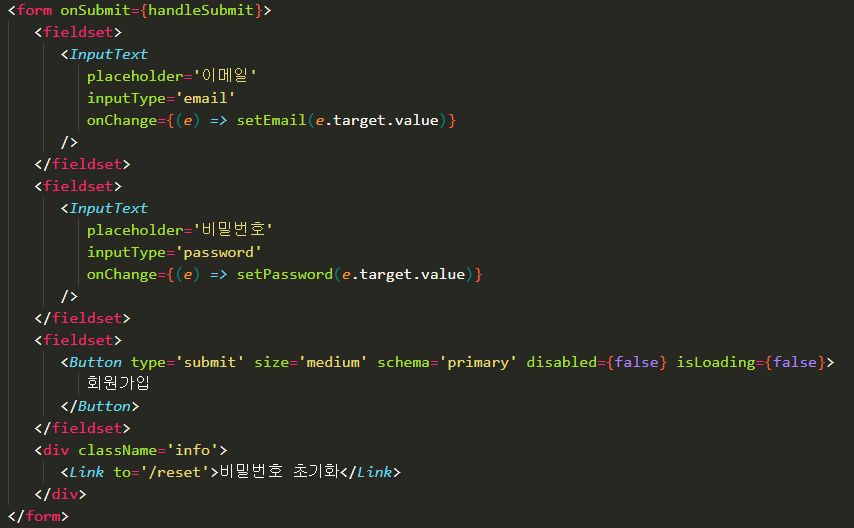 <form onSubmit={handleSubmit}>
<fieldset>
<InputText
placeholder='이메일'
inputType='email'
onChange={(e) => setEmail(e.target.value)}
/>
</fieldset>
<fieldset>
<InputText
placeholder='비밀번호'
inputType='password'
onChange={(e) => setPassword(e.target.value)}
/>
</fieldset>
<fieldset>
<Button type='submit' size='medium' schema='primary' disabled={false} isLoading={false}>
회원가입
</Button>
</fieldset>
<div className='info'>
<Link to='/reset'>비밀번호 초기화</Link>
</div>
</form>